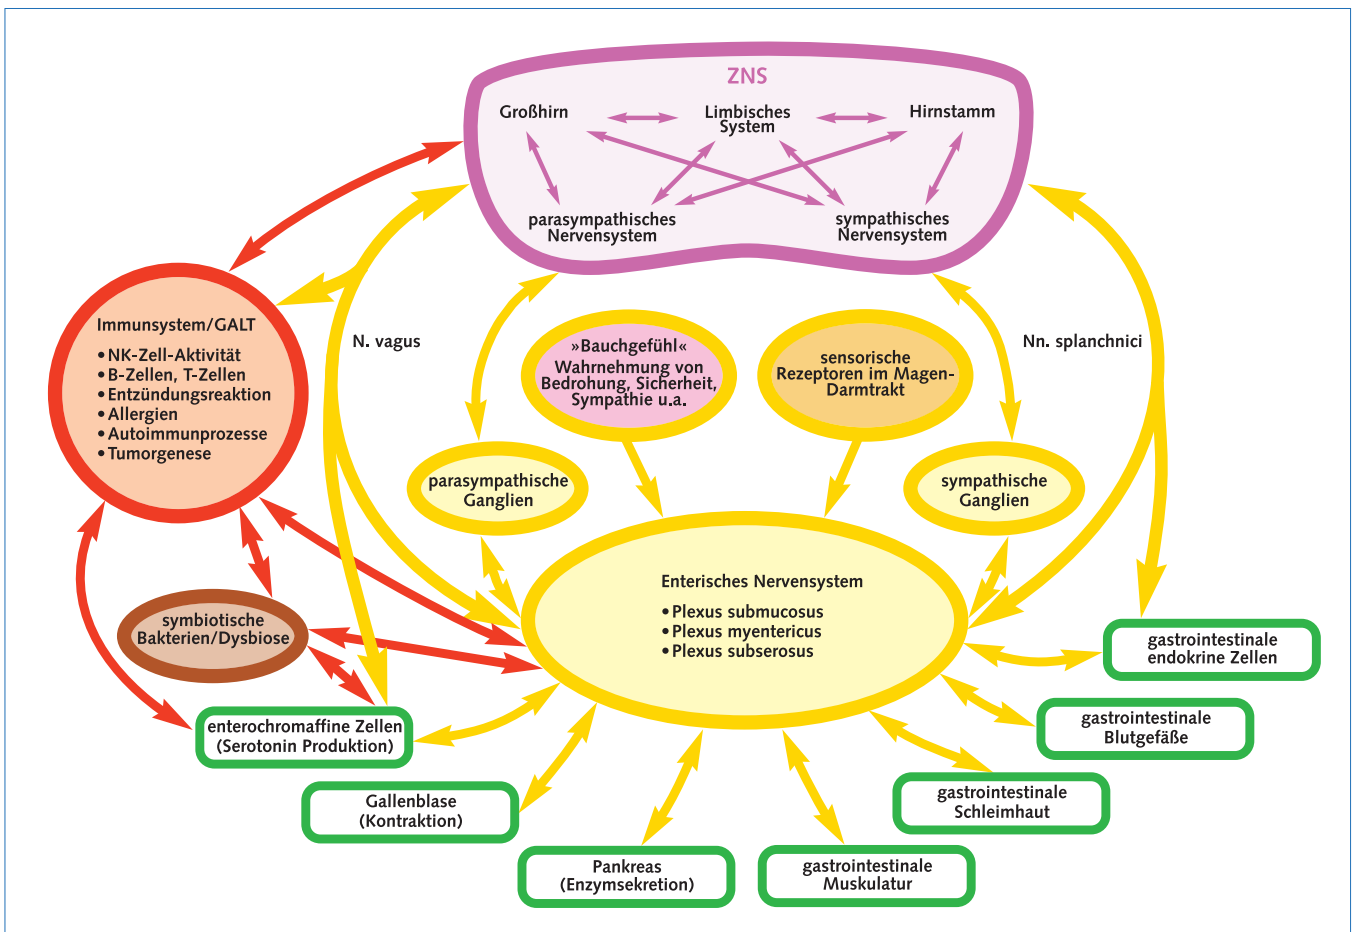 ZNS
Großhirn
Limbisches
System
Hirnstamm
parasympathisches
Nervensystem
sympathisches
Nervensystem
Immunsystem/GALT
• NK-Zell-Aktivität
• B-Zellen, T-Zellen
• Entzündungsreaktion
• Allergien
• Autoimmunprozesse
• Tumorgenese
N. vagus
»Bauchgefühl«
Wahrnehmung von
Bedrohung, Sicherheit,
Sympathie u.a.
sensorische
Rezeptoren im Magen-
Darmtrakt
Nn. splanchnici
parasympathische
Ganglien
sympathische
Ganglien
Enterisches Nervensystem
• Plexus submucosus
• Plexus myentericus
• Plexus subserosus
symbiotische
Bakterien/Dysbiose
enterochromaffine Zellen
(Serotonin Produktion)
Gallenblase
(Kontraktion)
Pankreas
(Enzymsekretion)
gastrointestinale
Muskulatur
gastrointestinale
Schleimhaut
gastrointestinale
Blutgefäße
gastrointestinale
endokrine Zellen